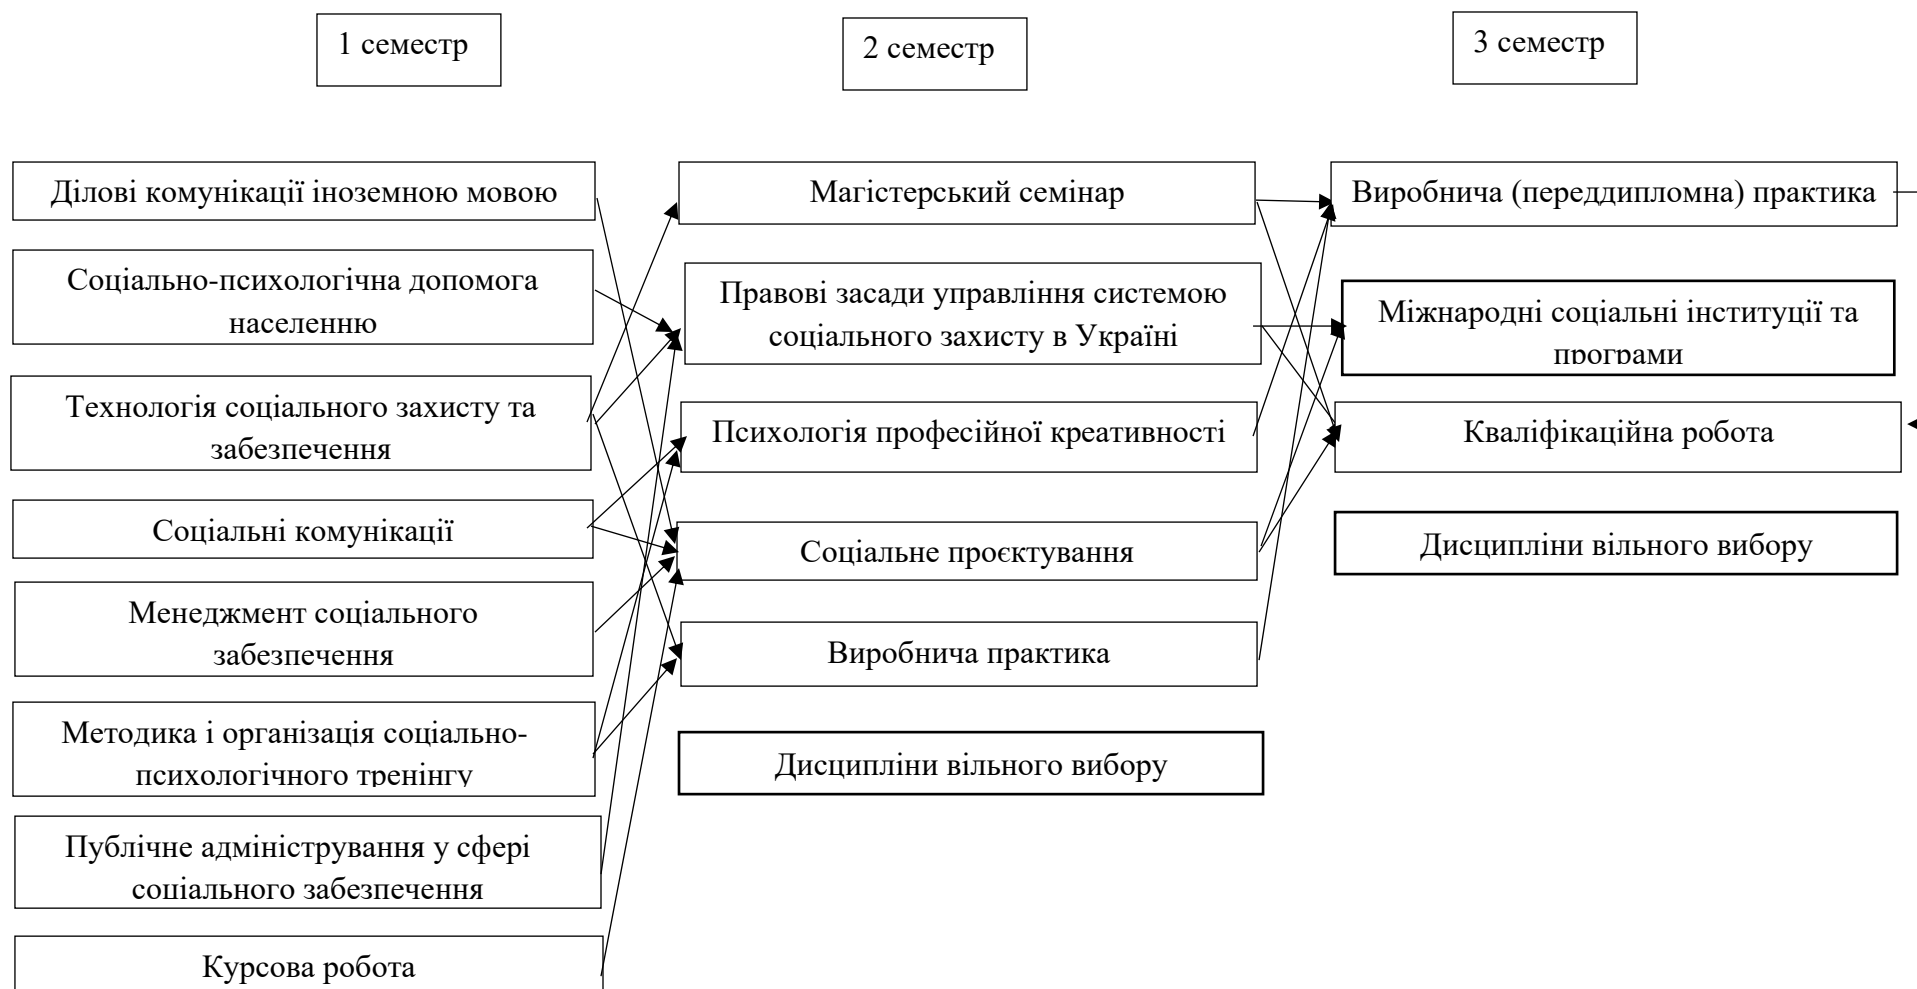 1 семестр
2 семестр
3 семестр
Ділові комунікації іноземною мовою
Соціально-психологічна допомога
населенню
Технологія соціального захисту та
забезпечення
Соціальні комунікації
Менеджмент соціального
забезпечення
Методика і організація соціально-
психологічного тренінгу
Публічне адміністрування у сфері
соціального забезпечення
Курсова робота
Магістерський семінар
Правові засади управління системою
соціального захисту в Україні
Психологія професійної креативності
Соціальне проєктування
Виробнича практика
Дисципліни вільного вибору
Виробнича (переддипломна) практика
Міжнародні соціальні інституції та
програми
Кваліфікаційна робота
Дисципліни вільного вибору